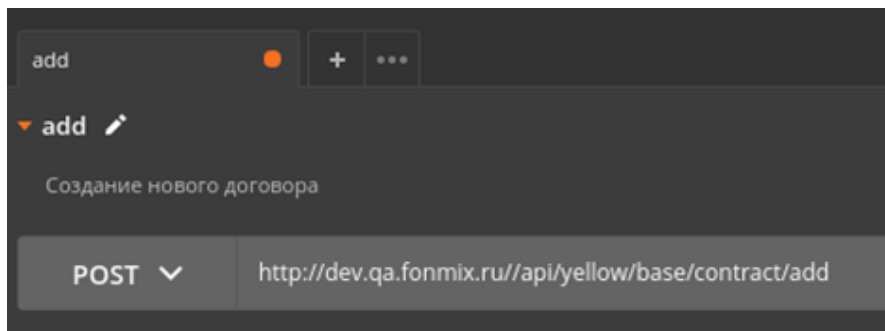 add
add
Создание нового договора
POST http://dev.qa.fonmix.ru//api/yellow/base/contract/add